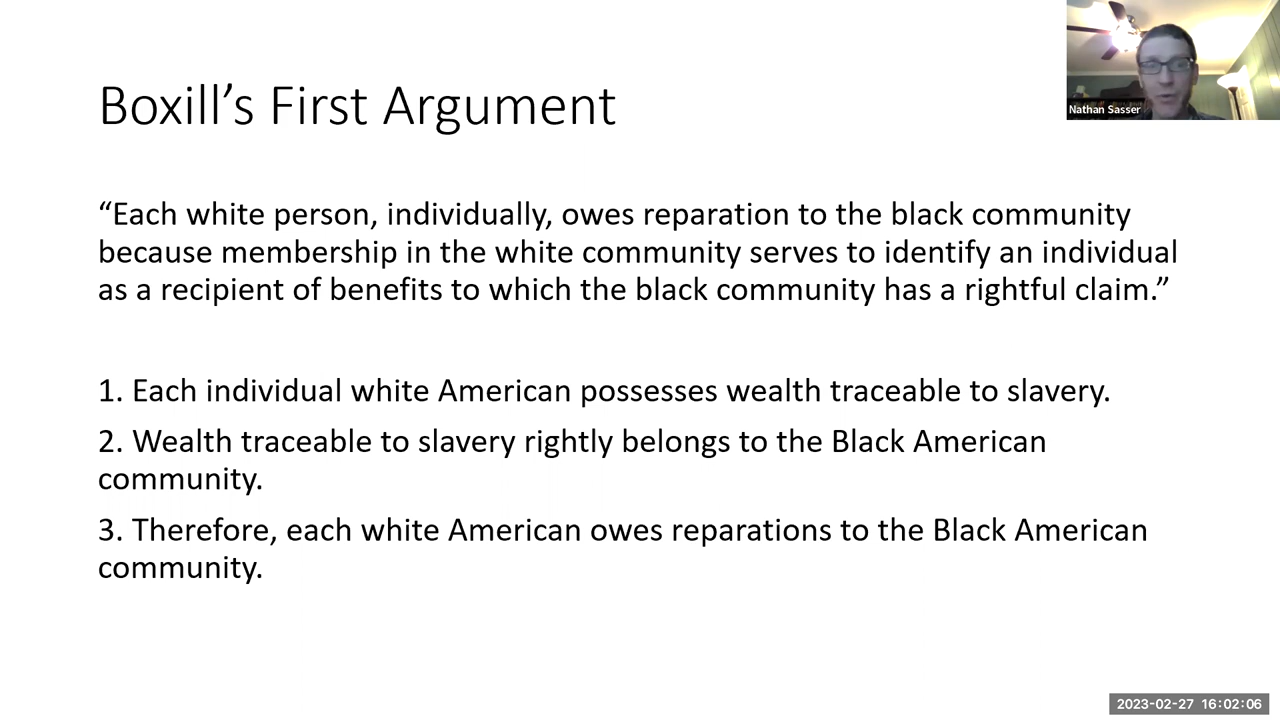 Boxill’s First Argument
Nathan Sasser
“Each white person, individually, owes reparation to the black community
because membership in the white community serves to identify an individual
as a recipient of benefits to which the black community has a rightful claim.”
1. Each individual white American possesses wealth traceable to slavery.
2. Wealth traceable to slavery rightly belongs to the Black American
community.
3. Therefore, each white American owes reparations to the Black American
community.
2023-02-27 16:02:06